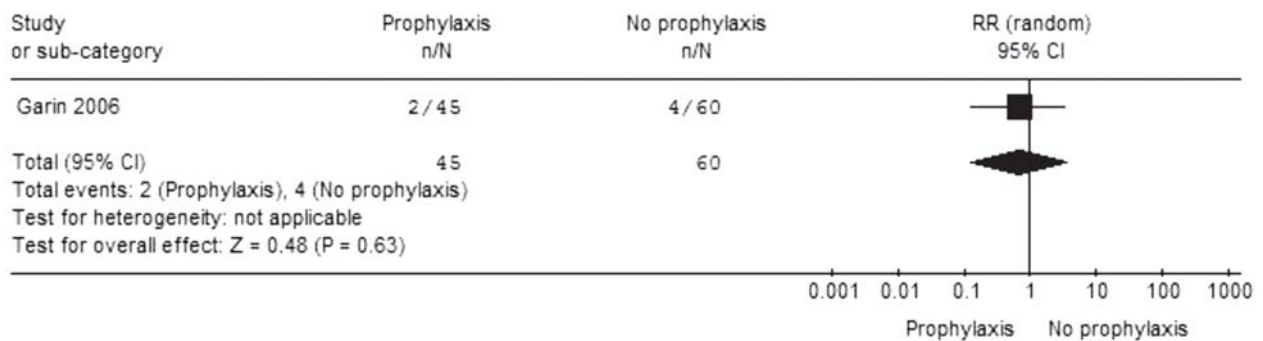 Study Prophylaxis No prophylaxis RR (random)
or sub-category n/N n/N 95% CI
Garin 2006 2/45 4/60
Total (95% CI) 45 60
Total events: 2 (Prophylaxis), 4 (No prophylaxis)
Test for heterogeneity: not applicable
Test for overall effect: Z = 0.48 (P = 0.63)
0.001 0.01 0.1 1 10 100 1000
Prophylaxis No prophylaxis